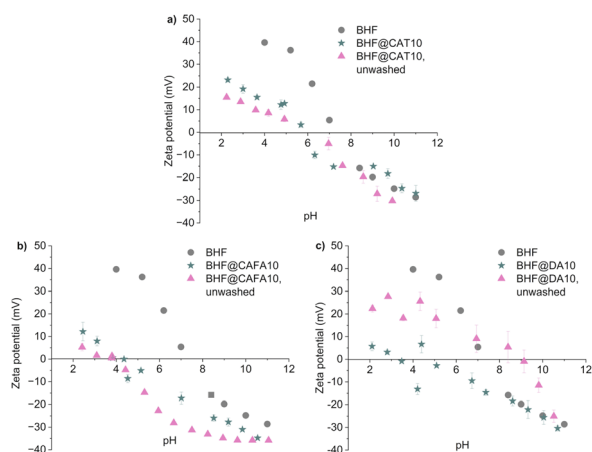 a)
BHF
BHF@CAT10
BHF@CAT10,
unwashed
Zeta potential (mV)
50
40
30
20
10
0
−10
−20
−30
−40
2 4 6 8 10 12
pH
b)
BHF
BHF@CAFA10
BHF@CAFA10,
unwashed
Zeta potential (mV)
50
40
30
20
10
0
−10
−20
−30
−40
2 4 6 8 10 12
pH
c)
BHF
BHF@DA10
BHF@DA10,
unwashed
Zeta potential (mV)
50
40
30
20
10
0
−10
−20
−30
−40
2 4 6 8 10 12
pH